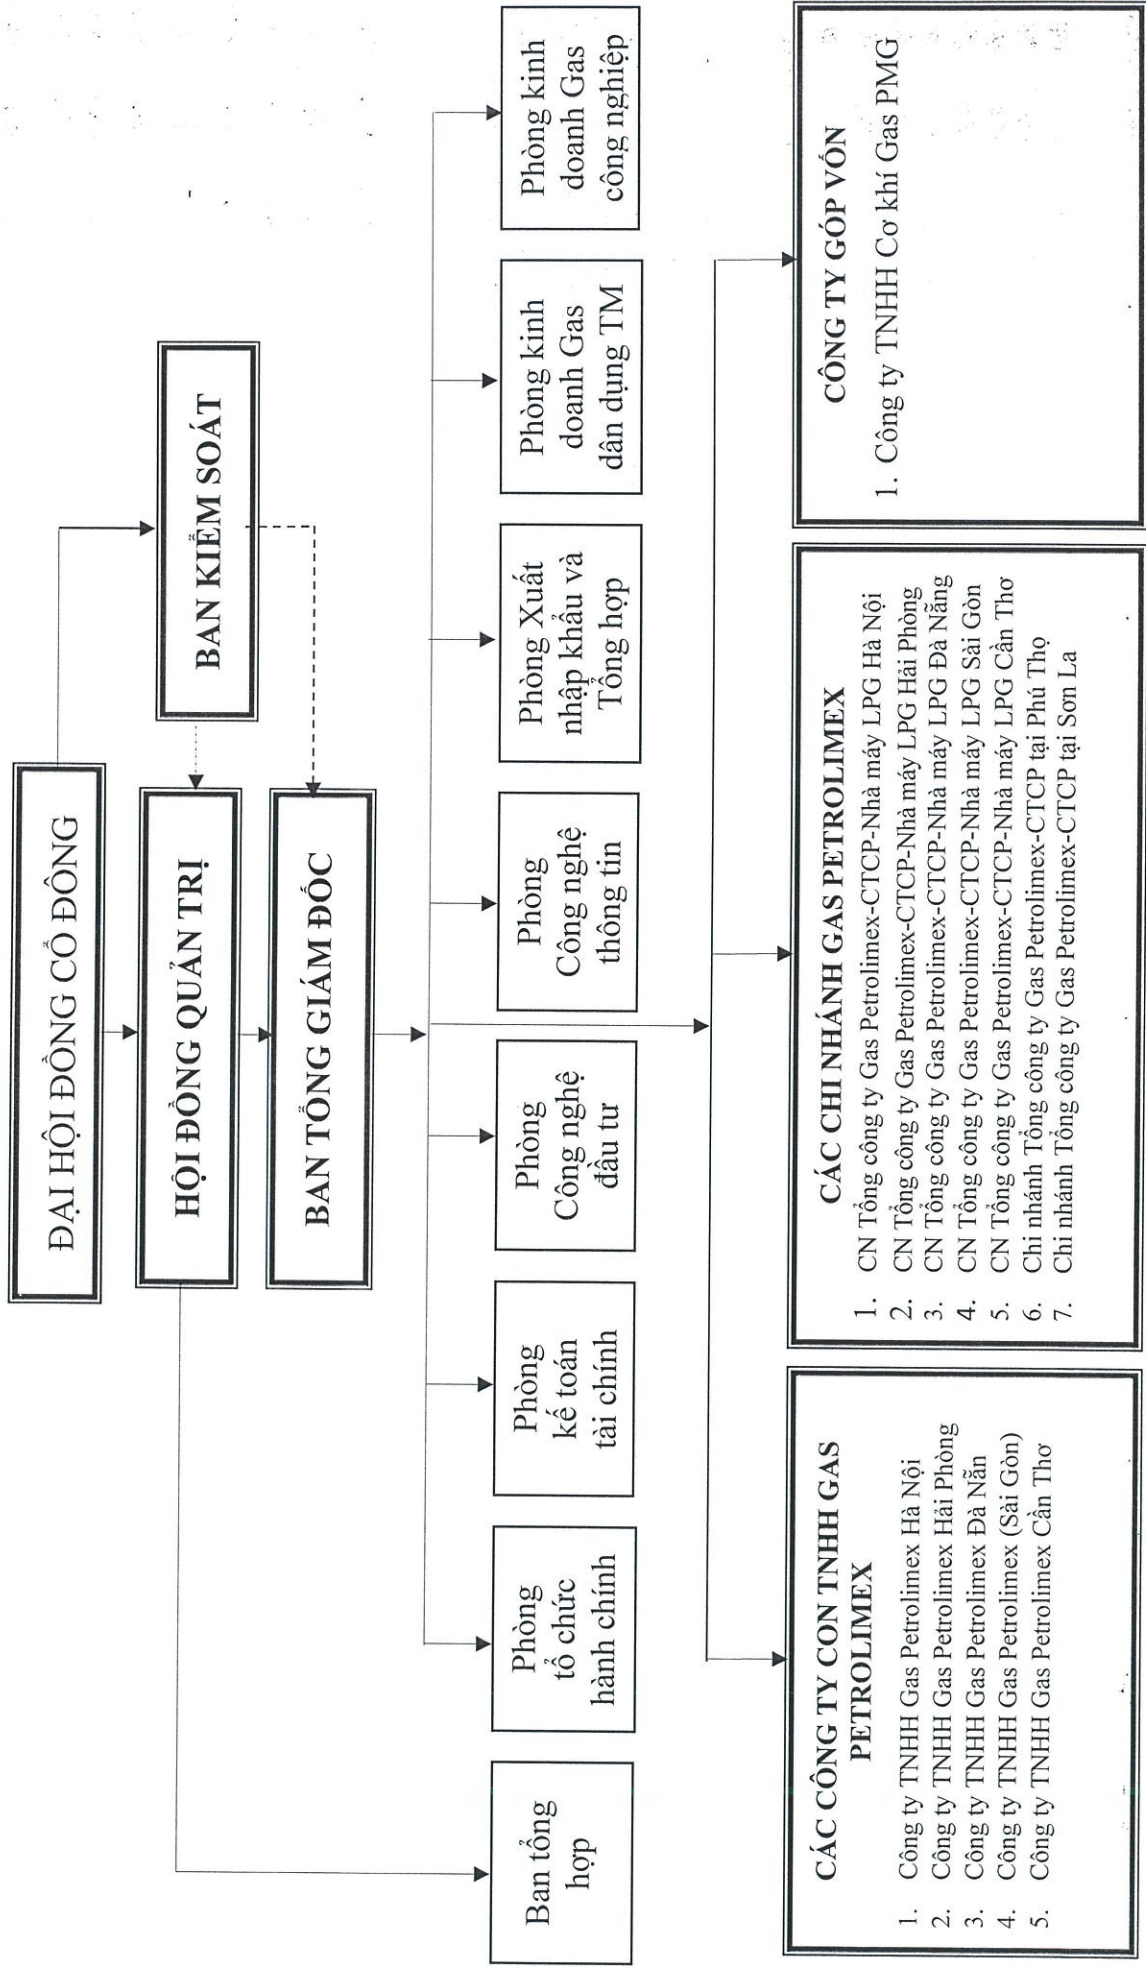 ĐẠI HỘI ĐỒNG CỔ ĐÔNG
BAN KIỂM SOÁT
HỘI ĐỒNG QUẢN TRỊ
BAN TỔNG GIÁM ĐỐC
Ban tổng
hợp
Phòng
tổ chức
hành chính
Phòng
kế toán
tài chính
Phòng
Công nghệ
đầu tư
Phòng
Công nghệ
thông tin
Phòng Xuất
nhập khẩu và
Tổng hợp
Phòng kinh
doanh Gas
dân dụng TM
Phòng kinh
doanh Gas
công nghiệp
CÁC CÔNG TY CON TNHH GAS
PETROLIMEX
1. Công ty TNHH Gas Petrolimex Hà Nội
2. Công ty TNHH Gas Petrolimex Hải Phòng
3. Công ty TNHH Gas Petrolimex Đà Nẵn
4. Công ty TNHH Gas Petrolimex (Sài Gòn)
5. Công ty TNHH Gas Petrolimex Cần Thơ
CÁC CHI NHÁNH GAS PETROLIMEX
1. CN Tổng công ty Gas Petrolimex-CTCP-Nhà máy LPG Hà Nội
2. CN Tổng công ty Gas Petrolimex-CTCP-Nhà máy LPG Hải Phòng
3. CN Tổng công ty Gas Petrolimex-CTCP-Nhà máy LPG Đà Nẵng
4. CN Tổng công ty Gas Petrolimex-CTCP-Nhà máy LPG Sài Gòn
5. CN Tổng công ty Gas Petrolimex-CTCP-Nhà máy LPG Cần Thơ
6. Chi nhánh Tổng công ty Gas Petrolimex-CTCP tại Phú Thọ
7. Chi nhánh Tổng công ty Gas Petrolimex-CTCP tại Sơn La
CÔNG TY GÓP VỐN
1. Công ty TNHH Cơ khí Gas PMG